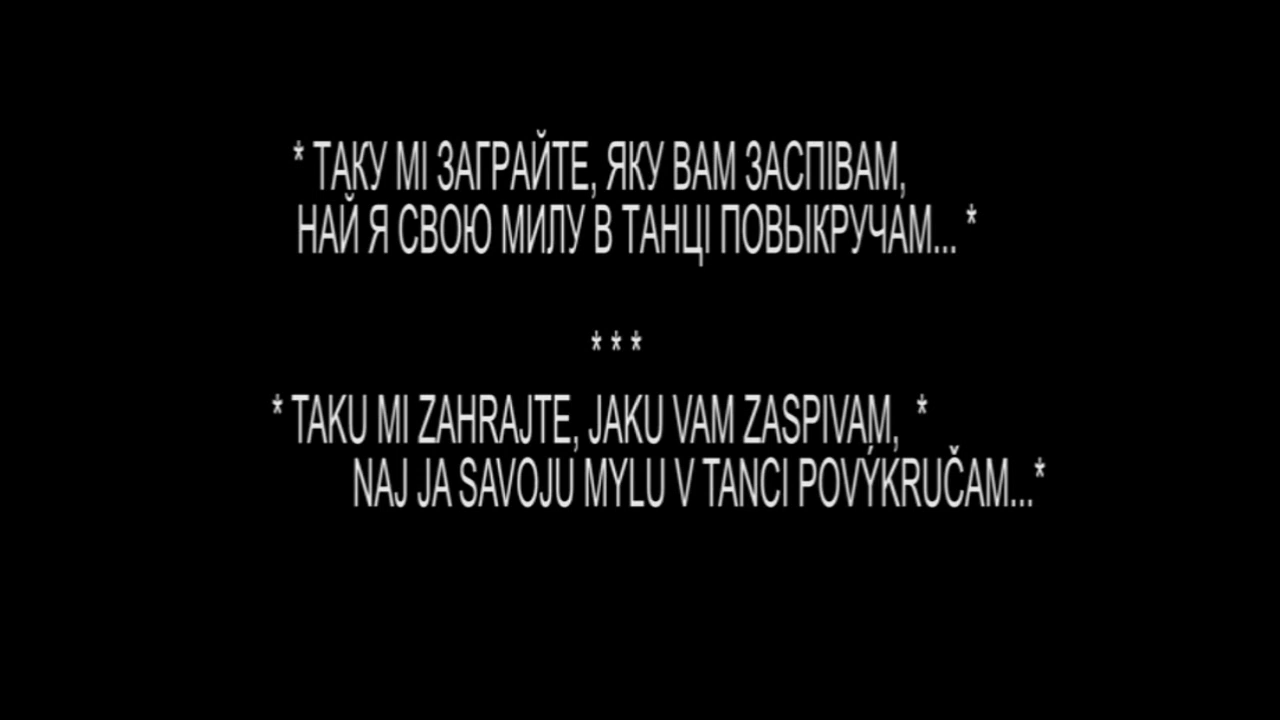 * ТАКУ МІ ЗАГРАЙТЕ, ЯКУ ВАМ ЗАСПІВАМ,
НАЙ Я СВОЮ МИЛУ В ТАНЦІ ПОВЫКРУЧАМ... *
* * *
* TAKU MI ZAHRAJTE, JAKU VAM ZASPIVAM, *
NAJ JA SAVOJU MYLU V TANCI POVÝKRUČAM...*